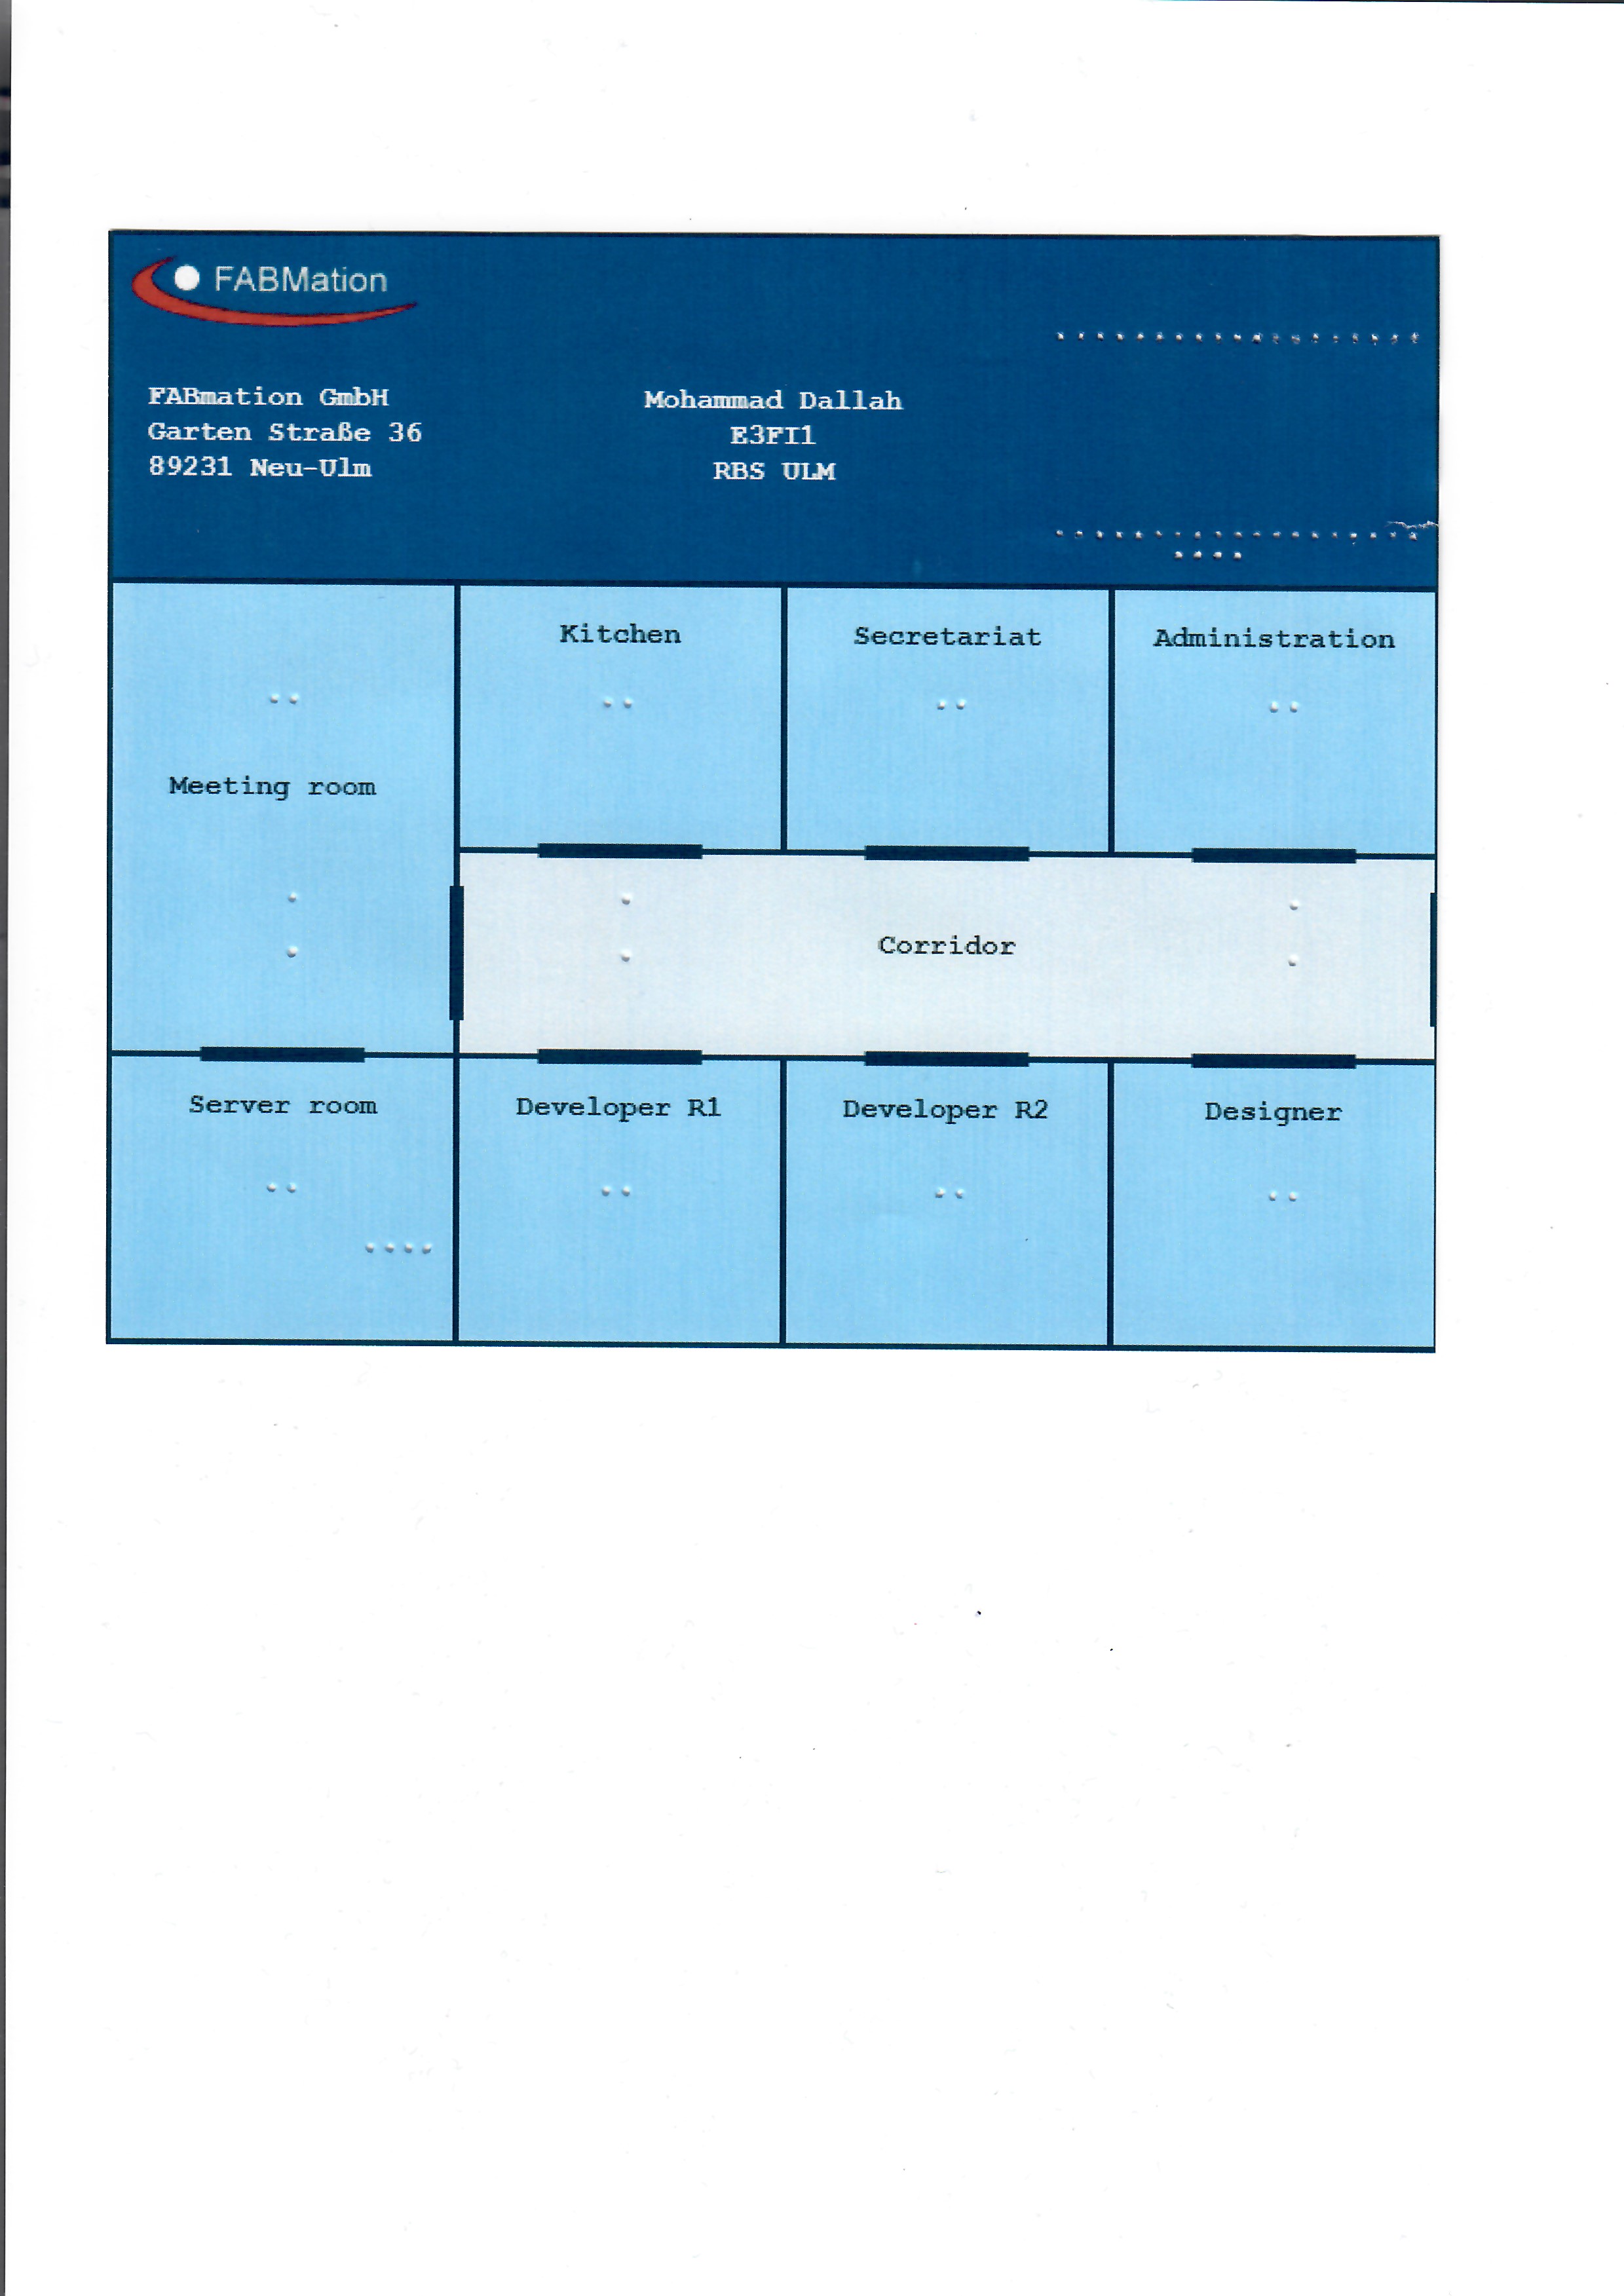 FABMation
FABmation GmbH
Garten Straße 36
89231 Neu-Ulm
Mohammad Dallah
E3FI1
RBS ULM
Kitchen
Secretariat
Administration
Meeting room
Corridor
Server room
Developer R1
Developer R2
Designer